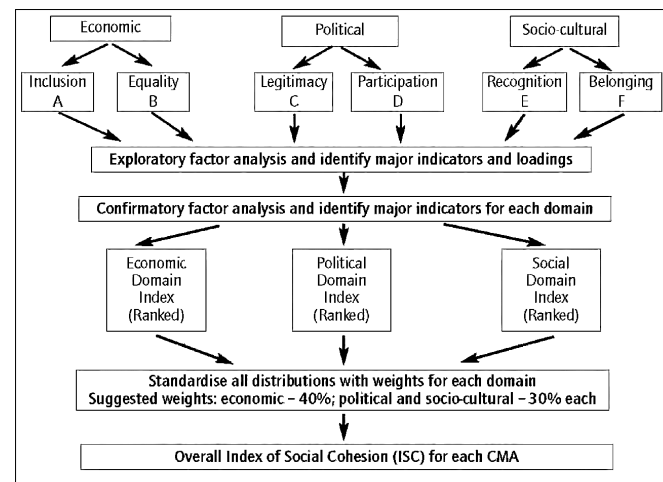 Economic
Political
Socio-cultural
Inclusion
A
Equality
B
Legitimacy
C
Participation
D
Recognition
E
Belonging
F
Exploratory factor analysis and identify major indicators and loadings
Confirmatory factor analysis and identify major indicators for each domain
Economic
Domain
Index
(Ranked)
Political
Domain
Index
(Ranked)
Social
Domain
Index
(Ranked)
Standardise all distributions with weights for each domain
Suggested weights: economic – 40%; political and socio-cultural – 30% each
Overall Index of Social Cohesion (ISC) for each CMA